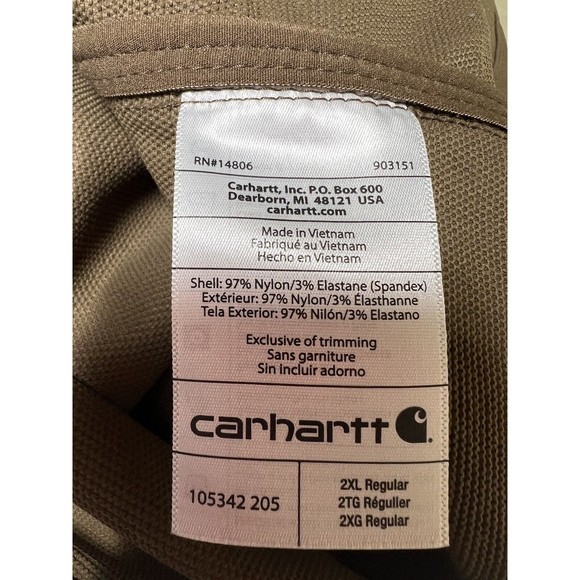 RN#14806 903151
Carhartt, Inc. P.O. Box 600
Dearborn, MI 48121 USA
carhartt.com
Made in Vietnam
Fabriqué au Vietnam
Hecho en Vietnam
Shell: 97% Nylon/3% Elastane (Spandex)
Extérieur: 97% Nylon/3% Élasthanne
Tela Exterior: 97% Nilón/3% Elastano
Exclusive of trimming
Sans garniture
Sin incluir adorno
carhartt
105342 205
2XL Regular
2TG Régulier
2XG Regular